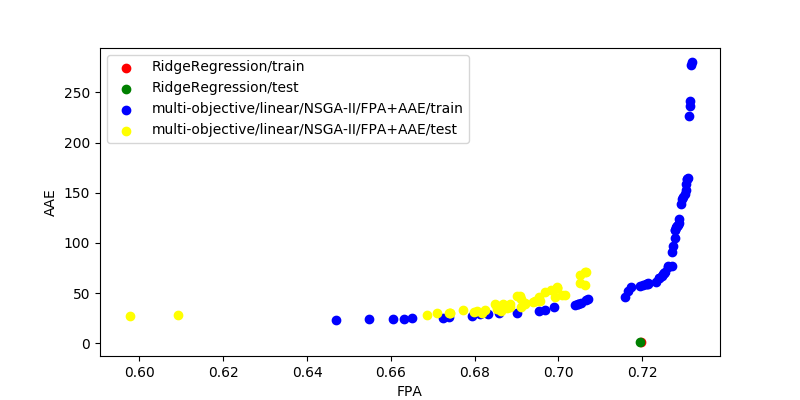 RidgeRegression/train
RidgeRegression/test
multi-objective/linear/NSGA-II/FPA+AAE/train
multi-objective/linear/NSGA-II/FPA+AAE/test
250
200
150
100
50
0
AAE
0.60 0.62 0.64 0.66 0.68 0.70 0.72
FPA